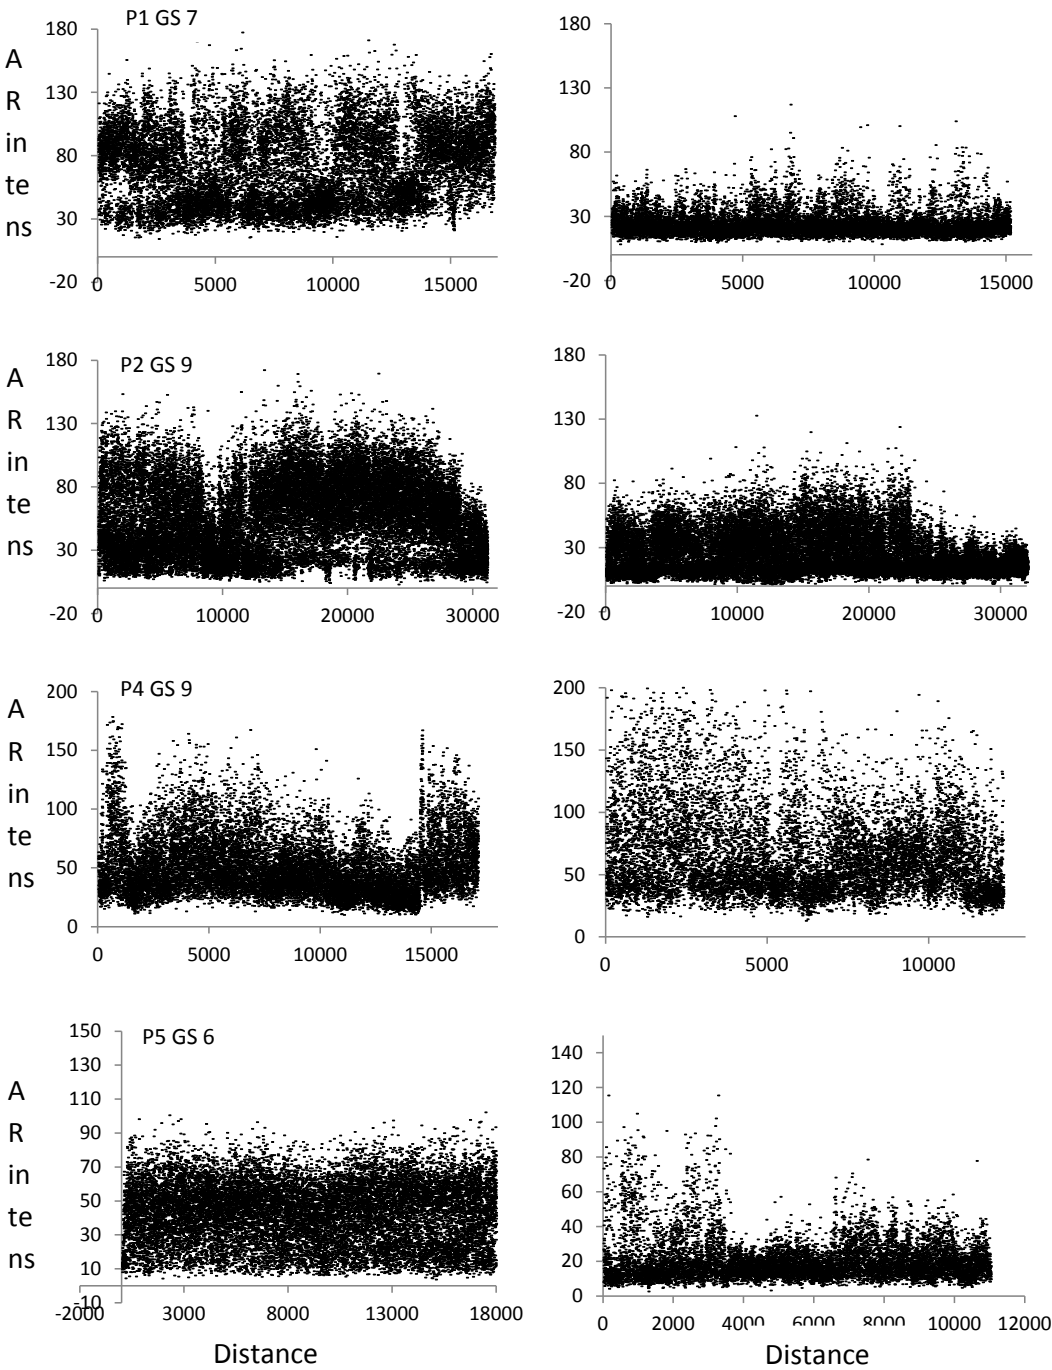 P1 GS 7
A
R
in
te
ns
180
130
80
30
-20
0 5000 10000 15000
180
130
80
30
-20
0 5000 10000 15000
P2 GS 9
A
R
in
te
ns
180
130
80
30
-20
0 10000 20000 30000
180
130
80
30
-20
0 10000 20000 30000
P4 GS 9
A
R
in
te
ns
200
150
100
50
0
0 5000 10000 15000
200
150
100
50
0
0 5000 10000
P5 GS 6
A
R
in
te
ns
150
130
110
90
70
50
30
10
-10
-2000 3000 8000 13000 18000
Distance
140
120
100
80
60
40
20
0
0 2000 4000 6000 8000 10000 12000
Distance